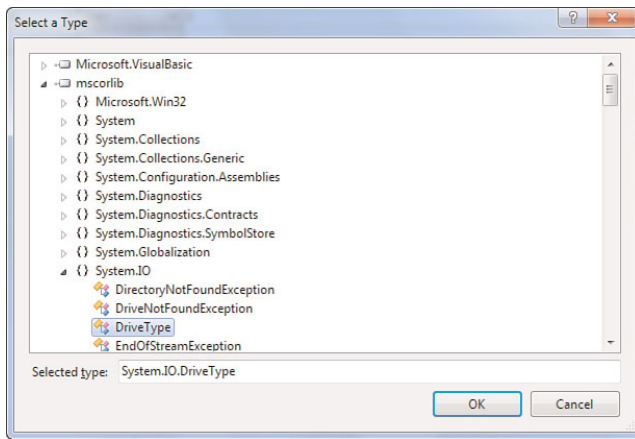 Select a Type
Microsoft.VisualBasic
mscorlib
{} Microsoft.Win32
{} System
{} System.Collections
{} System.Collections.Generic
{} System.Configuration.Assemblies
{} System.Diagnostics
{} System.Diagnostics.Contracts
{} System.Diagnostics.SymbolStore
{} System.Globalization
{} System.IO
DirectoryNotFoundException
DriveNotFoundException
DriveType
EndOfStreamException
Selected type: System.IO.DriveType
OK Cancel